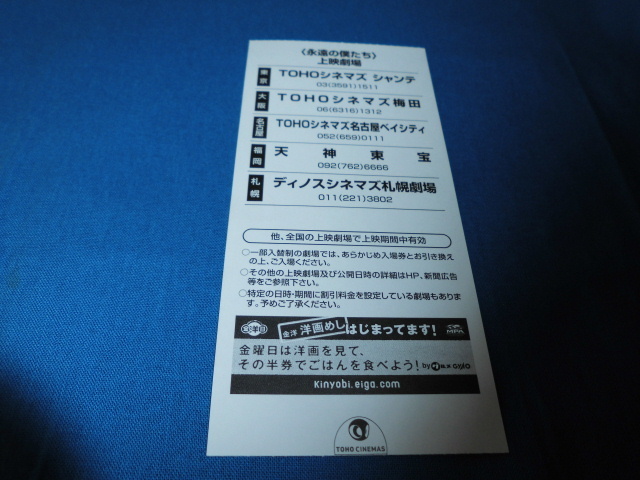 〈永遠の僕たち〉
上映劇場
東京 TOHOシネマズ シャンテ
03(3591)1511
大阪 TOHOシネマズ梅田
06(6316)1312
名古屋 TOHOシネマズ名古屋ベイシティ
052(659)0111
福岡 天神東宝
092(762)6666
札幌 ディノスシネマズ札幌劇場
011(221)3802
他、全国の上映劇場で上映期間中有効
○一部入替制の劇場では、あらかじめ入場券とお引き換え
の上、ご入場ください。
○その他の上映劇場及び公開日時の詳細はHP、新聞広告
等をご参照下さい。
○特定の日時・期間に割引料金を設定している劇場もありま
す。予めご了承ください。
金洋 洋画めしはじまってます!
MPA
金曜日は洋画を見て、
その半券でごはんを食べよう! by
Kinyobi.eiga.com
TOHO CINEMAS